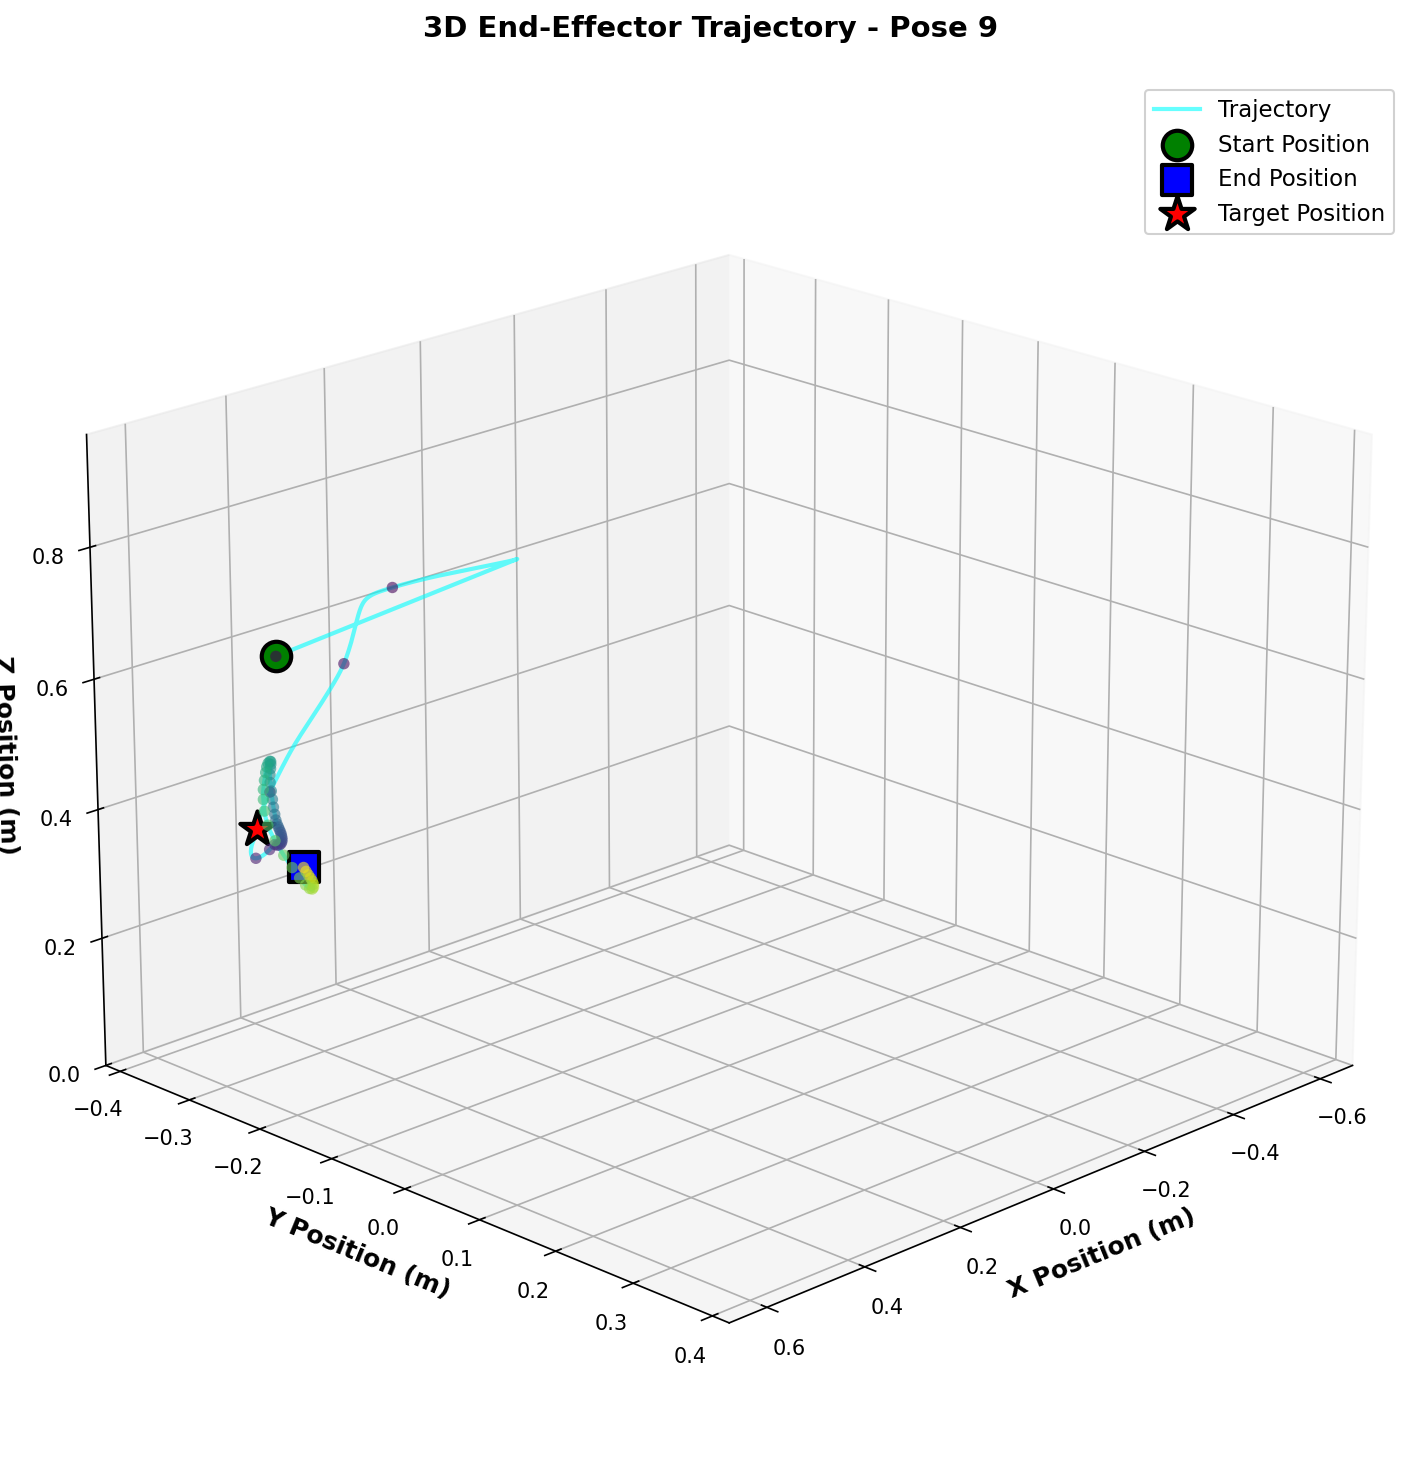 3D End-Effector Trajectory - Pose 9
Trajectory
Start Position
End Position
Target Position
Z Position (m)
0.8
0.6
0.4
0.2
0.0
−0.4
−0.3
−0.2
−0.1
0.0
0.1
0.2
0.3
0.4
Y Position (m)
−0.6
−0.4
−0.2
0.0
0.2
0.4
0.6
X Position (m)